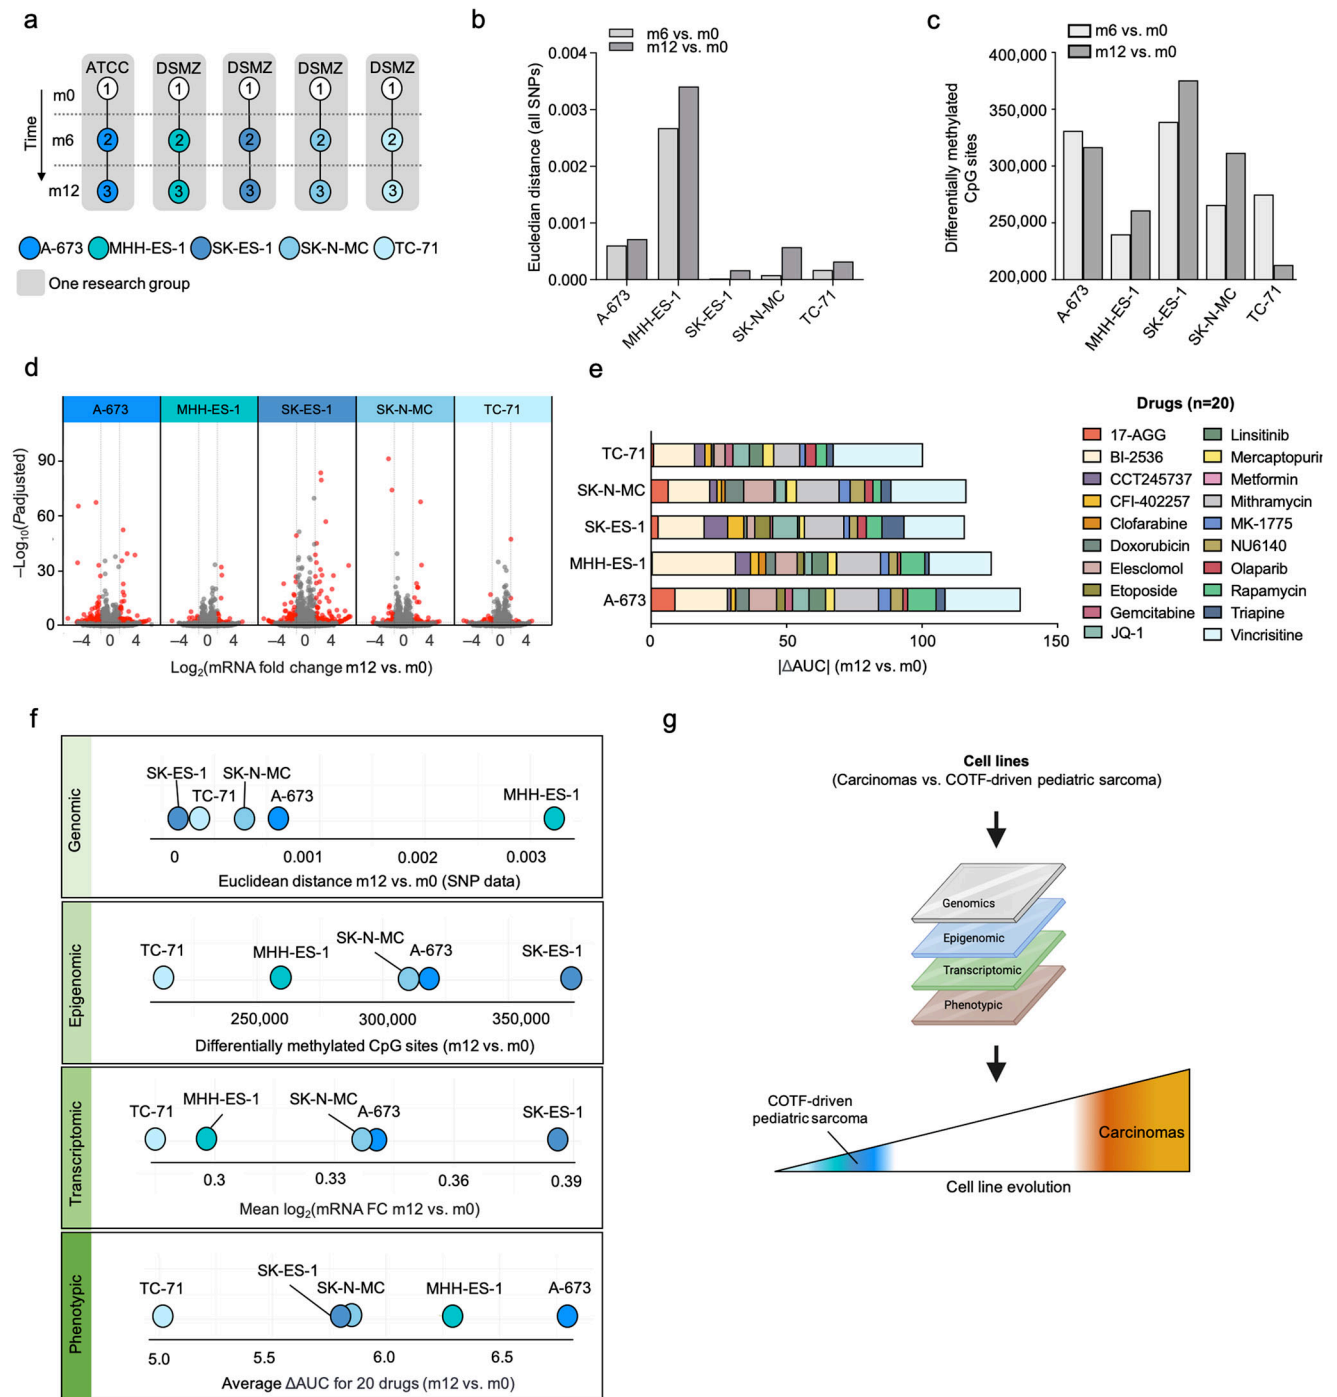 a
ATCC DSMZ DSMZ DSMZ DSMZ
m0 1 1 1 1 1
Time
m6 2 2 2 2 2
m12 3 3 3 3 3
A-673 MHH-ES-1 SK-ES-1 SK-N-MC TC-71
One research group
b
m6 vs. m0
m12 vs. m0
Eucledian distance (all SNPs)
0.004
0.003
0.002
0.001
0.000
A-673 MHH-ES-1 SK-ES-1 SK-N-MC TC-71
c
m6 vs. m0
m12 vs. m0
Differentially methylated
CpG sites
400,000
350,000
300,000
250,000
200,000
A-673 MHH-ES-1 SK-ES-1 SK-N-MC TC-71
d
A-673 MHH-ES-1 SK-ES-1 SK-N-MC TC-71
–Log10(Padjusted)
90
60
30
0
–4 0 4 –4 0 4 –4 0 4 –4 0 4 –4 0 4
Log2(mRNA fold change m12 vs. m0)
e
TC-71
SK-N-MC
SK-ES-1
MHH-ES-1
A-673
0 50 100 150
|ΔAUC| (m12 vs. m0)
Drugs (n=20)
17-AGG Linsitinib
BI-2536 Mercaptopurin
CCT245737 Metformin
CFI-402257 Mithramycin
Clofarabine MK-1775
Doxorubicin NU6140
Elesclomol Olaparib
Etoposide Rapamycin
Gemcitabine Triapine
JQ-1 Vincrisitine
f
Genomic
SK-ES-1 SK-N-MC
TC-71 A-673 MHH-ES-1
0 0.001 0.002 0.003
Euclidean distance m12 vs. m0 (SNP data)
Epigenomic
TC-71 MHH-ES-1 SK-N-MC A-673 SK-ES-1
250,000 300,000 350,000
Differentially methylated CpG sites (m12 vs. m0)
Transcriptomic
TC-71 MHH-ES-1 SK-N-MC A-673 SK-ES-1
0.3 0.33 0.36 0.39
Mean log2(mRNA FC m12 vs. m0)
Phenotypic
TC-71 SK-ES-1 SK-N-MC MHH-ES-1 A-673
5.0 5.5 6.0 6.5
Average ΔAUC for 20 drugs (m12 vs. m0)
g
Cell lines
(Carcinomas vs. COTF-driven pediatric sarcoma)
Genomics
Epigenomic
Transcriptomic
Phenotypic
COTF-driven
pediatric sarcoma
Carcinomas
Cell line evolution